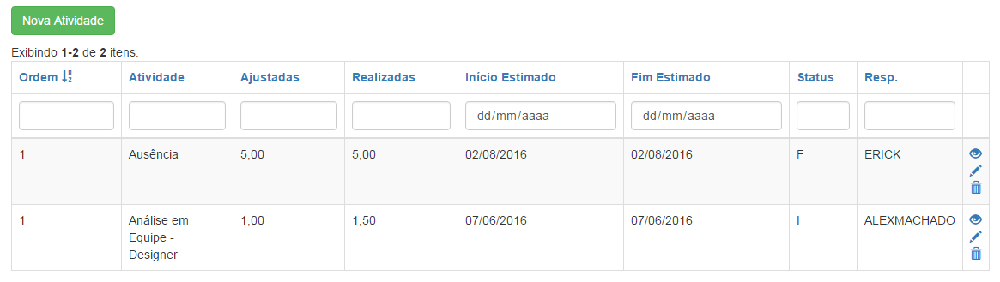 Nova Atividade
Exibindo 1-2 de 2 itens.
Ordem Atividade Ajustadas Realizadas Início Estimado Fim Estimado Status Resp.
dd/mm/aaaa dd/mm/aaaa
1 Ausência 5,00 5,00 02/08/2016 02/08/2016 F ERICK
1 Análise em 1,00 1,50 07/06/2016 07/06/2016 I ALEXMACHADO
Equipe -
Designer